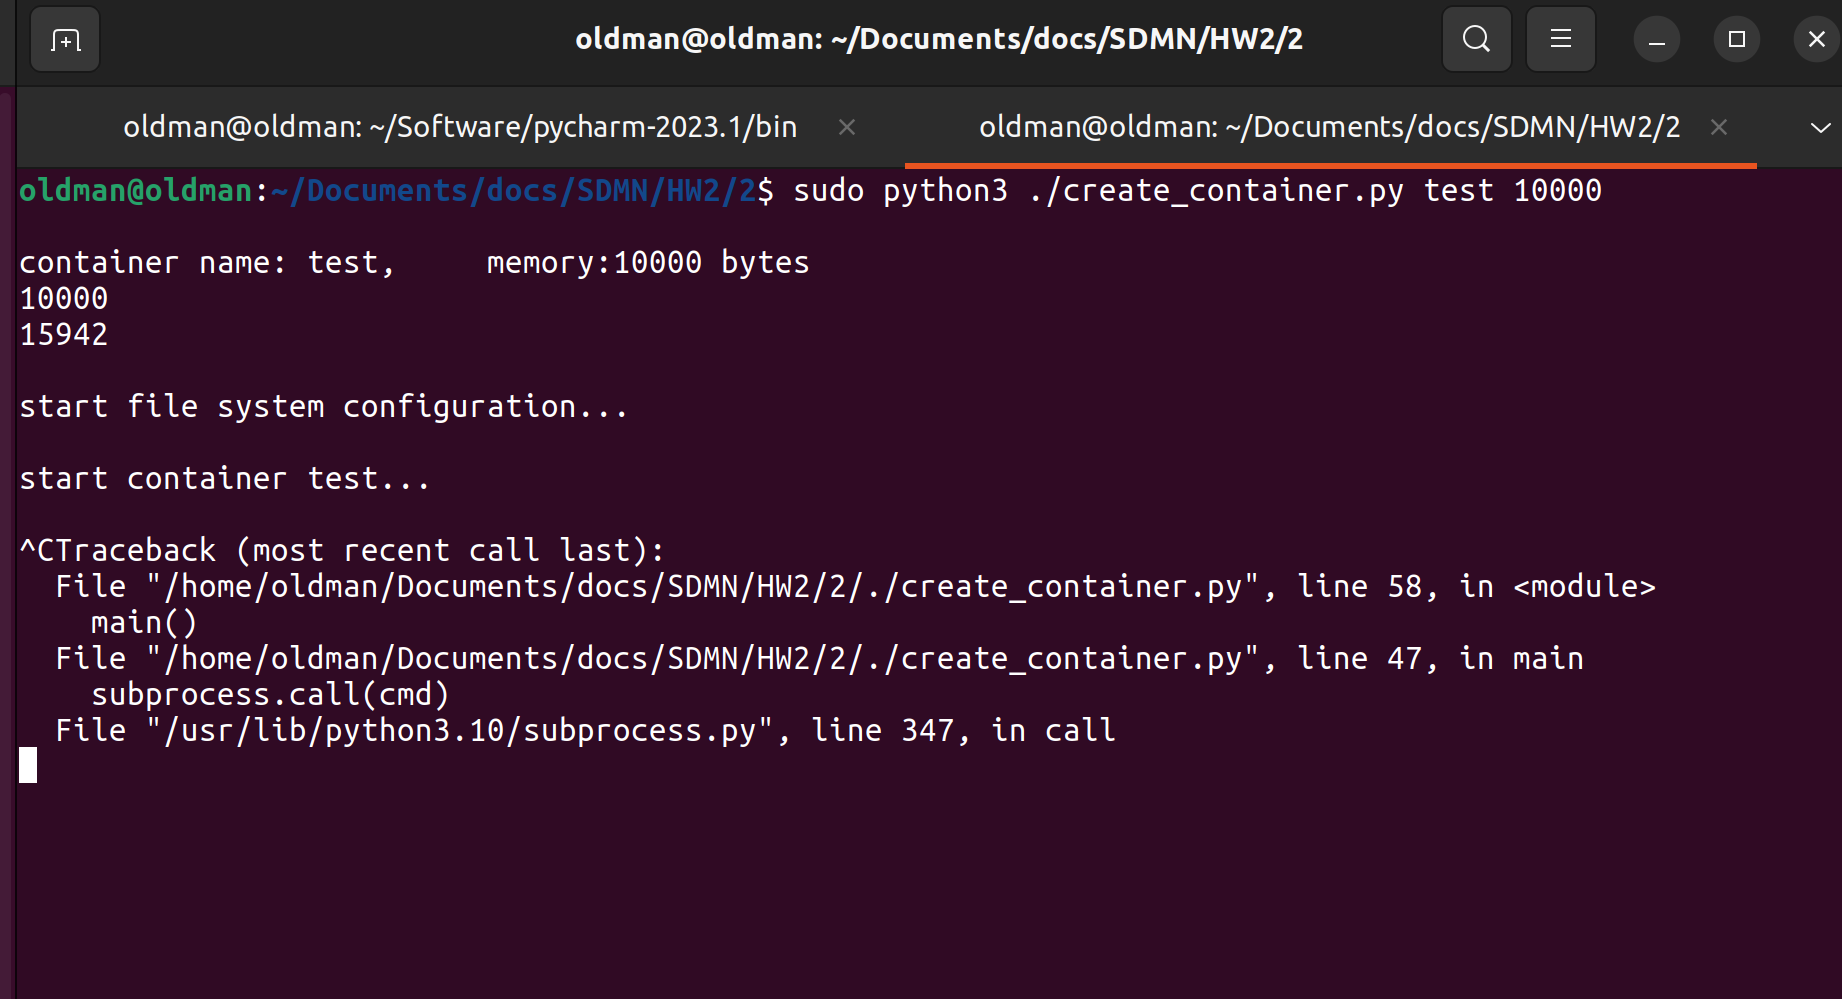 oldman@oldman: ~/Documents/docs/SDMN/HW2/2
oldman@oldman: ~/Software/pycharm-2023.1/bin
oldman@oldman: ~/Documents/docs/SDMN/HW2/2
oldman@oldman:~/Documents/docs/SDMN/HW2/2$ sudo python3 ./create_container.py test 10000
container name: test,     memory:10000 bytes
10000
15942
start file system configuration...
start container test...
^CTraceback (most recent call last):
  File "/home/oldman/Documents/docs/SDMN/HW2/2/./create_container.py", line 58, in <module>
    main()
  File "/home/oldman/Documents/docs/SDMN/HW2/2/./create_container.py", line 47, in main
    subprocess.call(cmd)
  File "/usr/lib/python3.10/subprocess.py", line 347, in call